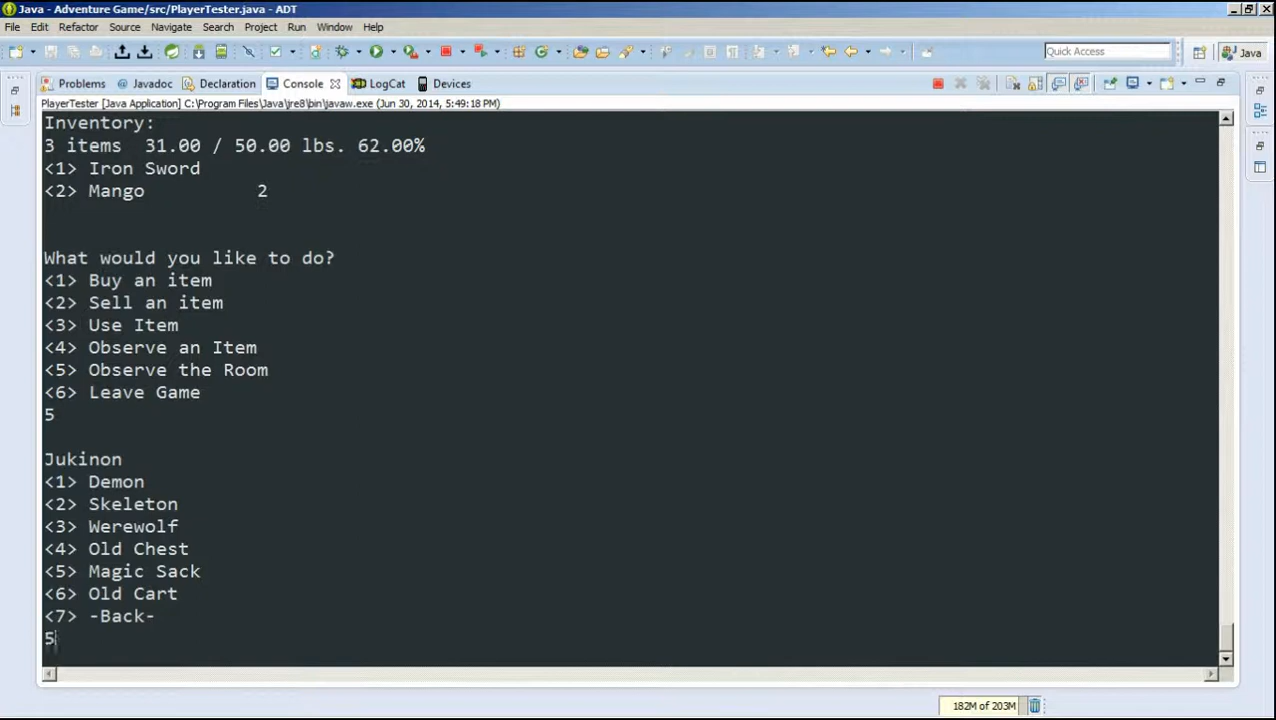 Java - Adventure Game/src/PlayerTester.java - ADT
File Edit Refactor Source Navigate Search Project Run Window Help
Quick Access
Java
Problems @ Javadoc Declaration Console LogCat Devices
PlayerTester [Java Application] C:\Program Files\Java\jre8\bin\javaw.exe (Jun 30, 2014, 5:49:18 PM)
Inventory:
3 items 31.00 / 50.00 lbs. 62.00%
<1> Iron Sword
<2> Mango 2
What would you like to do?
<1> Buy an item
<2> Sell an item
<3> Use Item
<4> Observe an Item
<5> Observe the Room
<6> Leave Game
5
Jukinon
<1> Demon
<2> Skeleton
<3> Werewolf
<4> Old Chest
<5> Magic Sack
<6> Old Cart
<7> -Back-
5
182M of 203M